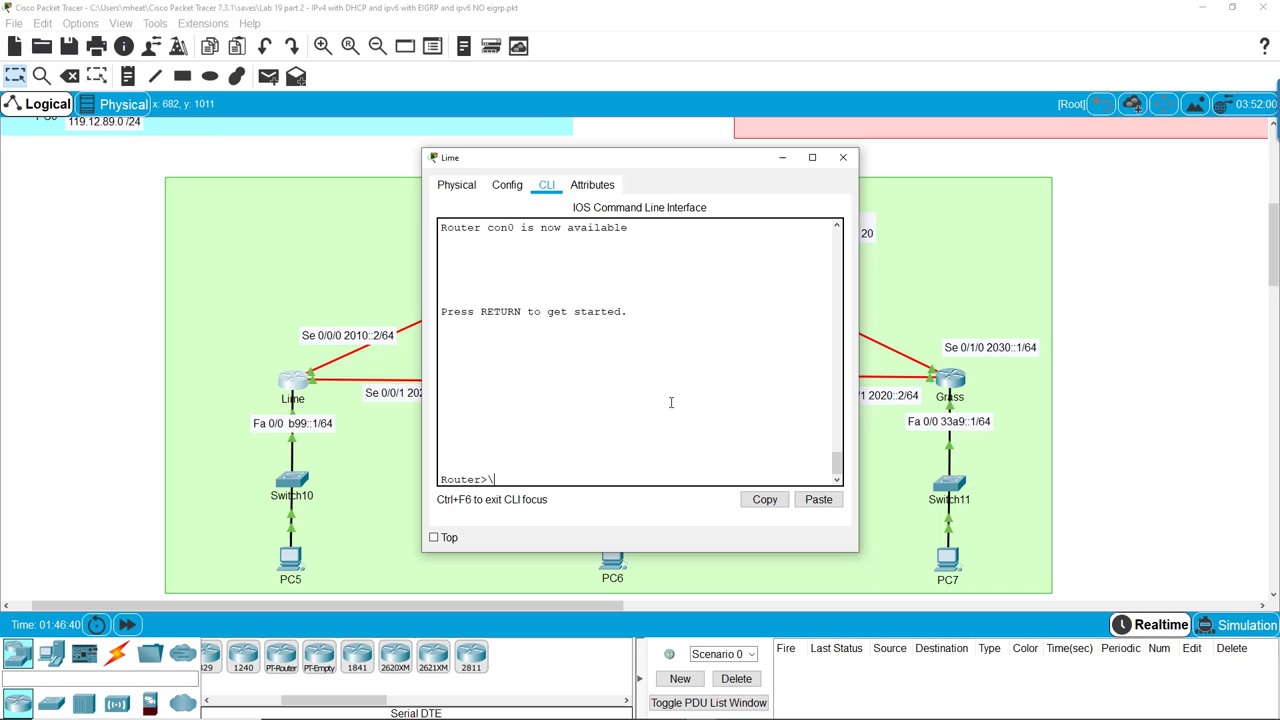 Cisco Packet Tracer - C:\Users\mheat\Cisco Packet Tracer 7.3.1\saves\Lab 19 part 2 - IPv4 with DHCP and ipv6 with EIGRP and ipv6 NO eigrp.pkt
File Edit Options View Tools Extensions Help
?
Logical Physical x: 682, y: 1011 [Root] 03:52:00
119.12.89.0 /24
Lime
Physical Config CLI Attributes
IOS Command Line Interface
Router con0 is now available
Press RETURN to get started.
Router>\
Ctrl+F6 to exit CLI focus
Copy Paste
Top
20
Se 0/0/0 2010::2/64
Se 0/1/0 2030::1/64
Lime
Se 0/0/1 202
/1 2020::2/64
Grass
Fa 0/0 b99::1/64
Fa 0/0 33a9::1/64
Switch10
Switch11
PC5
PC6
PC7
Time: 01:46:40
Realtime Simulation
1240 PT-Router PT-Empty 1841 2620XM 2621XM 2811
Serial DTE
Scenario 0
New Delete
Toggle PDU List Window
Fire Last Status Source Destination Type Color Time(sec) Periodic Num Edit Delete